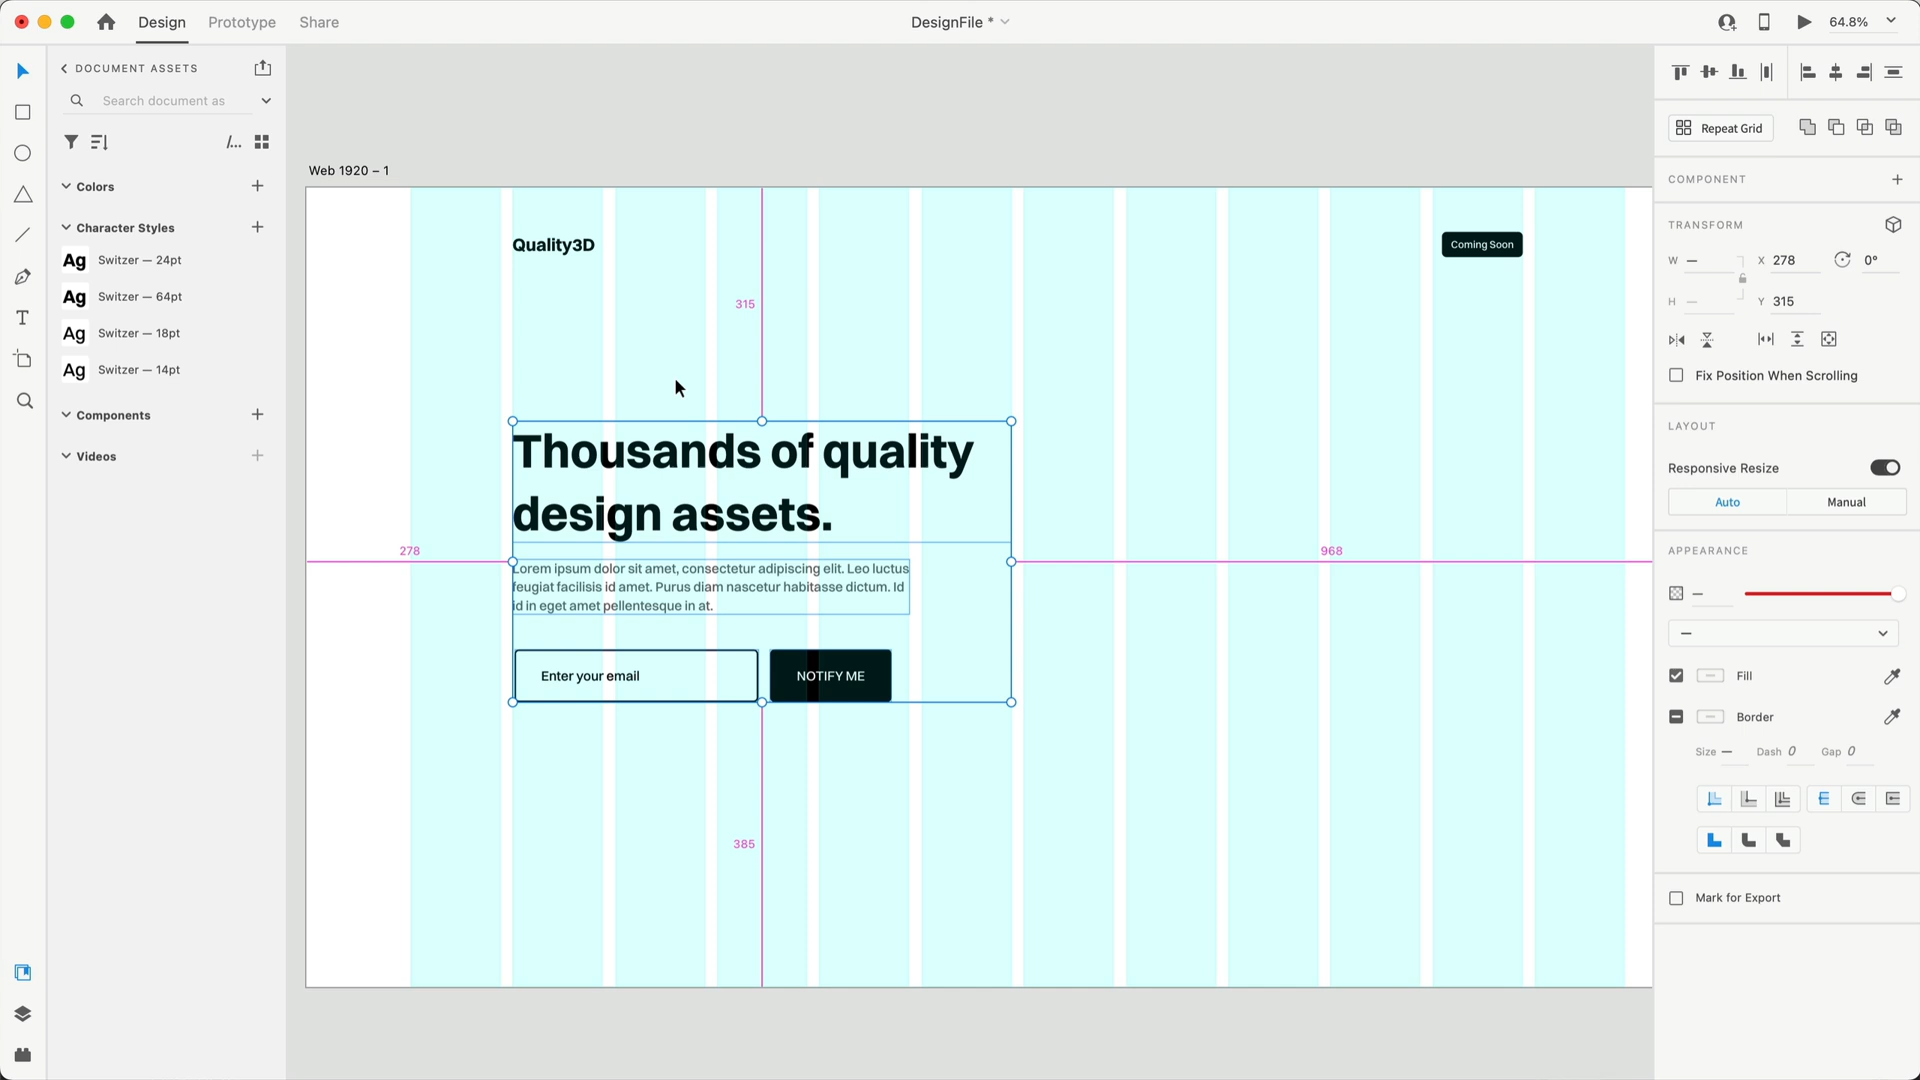 Design
Prototype
Share
DesignFile *
64.8%
DOCUMENT ASSETS
Search document as
/...
Colors
Character Styles
Ag Switzer — 24pt
Ag Switzer — 64pt
Ag Switzer — 18pt
Ag Switzer — 14pt
Components
Videos
Web 1920 – 1
Quality3D
Coming Soon
315
Thousands of quality
design assets.
278
968
Lorem ipsum dolor sit amet, consectetur adipiscing elit. Leo luctus
feugiat facilisis id amet. Purus diam nascetur habitasse dictum. Id
id in eget amet pellentesque in at.
Enter your email
NOTIFY ME
385
Repeat Grid
COMPONENT
TRANSFORM
W — X 278 0°
H — Y 315
Fix Position When Scrolling
LAYOUT
Responsive Resize
Auto
Manual
APPEARANCE
—
—
Fill
Border
Size — Dash 0 Gap 0
Mark for Export